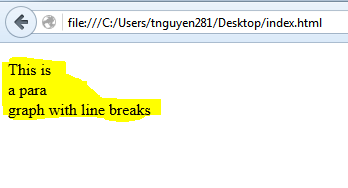 file:///C:/Users/tnguyen281/Desktop/index.html
This is
a para
graph with line breaks